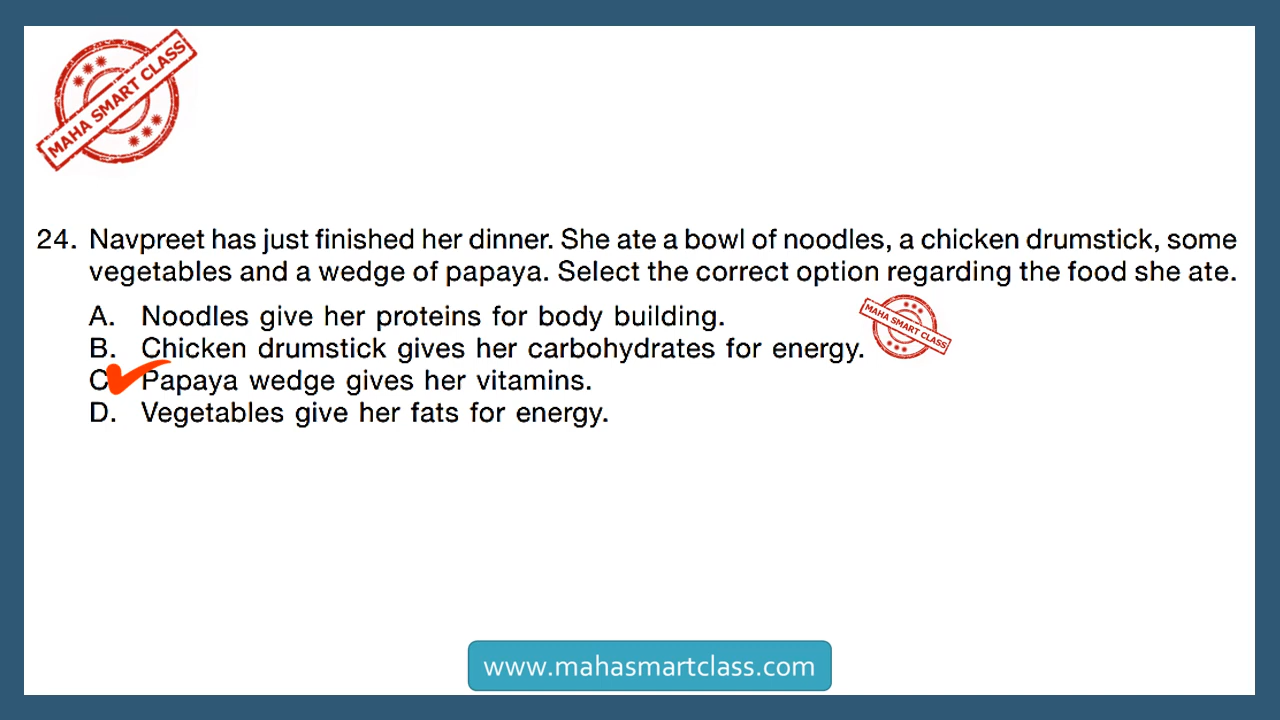 MAHA SMART CLASS
24. Navpreet has just finished her dinner. She ate a bowl of noodles, a chicken drumstick, some
vegetables and a wedge of papaya. Select the correct option regarding the food she ate.
A. Noodles give her proteins for body building.
MAHA SMART CLASS
B. Chicken drumstick gives her carbohydrates for energy.
C Papaya wedge gives her vitamins.
D. Vegetables give her fats for energy.
www.mahasmartclass.com